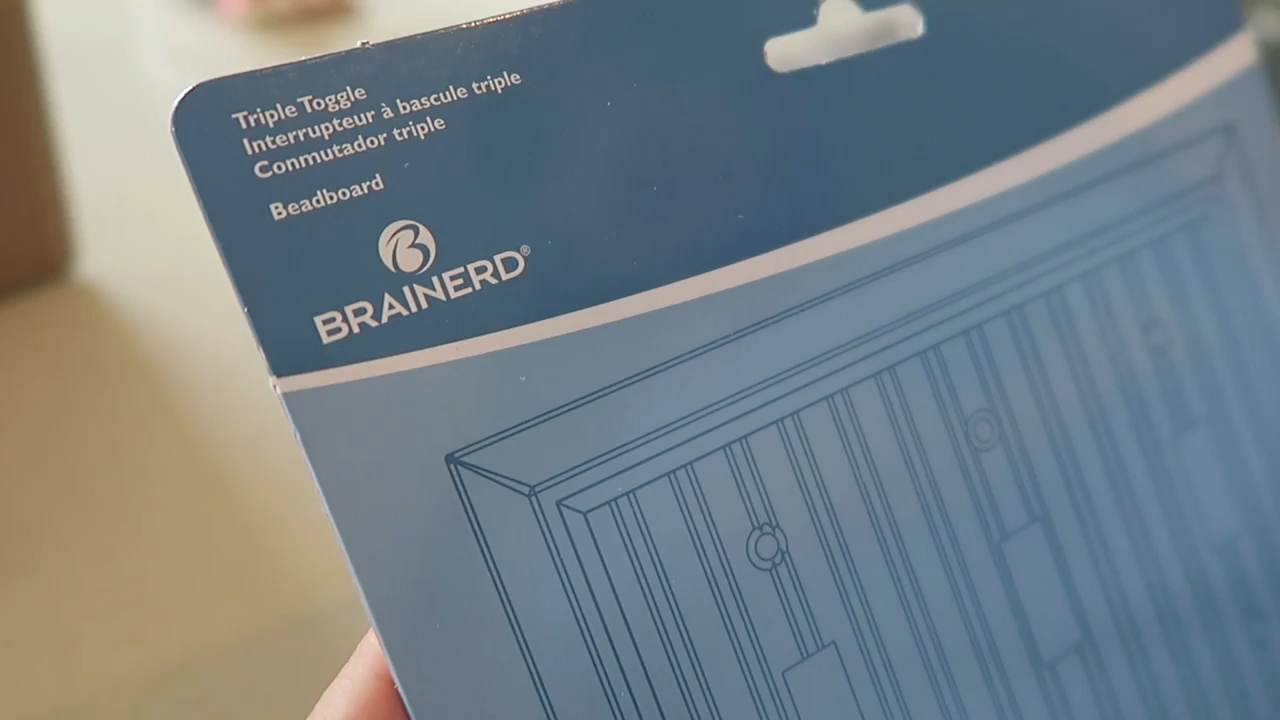 Triple Toggle
Interrupteur à bascule triple
Conmutador triple
Beadboard
BRAINERD®